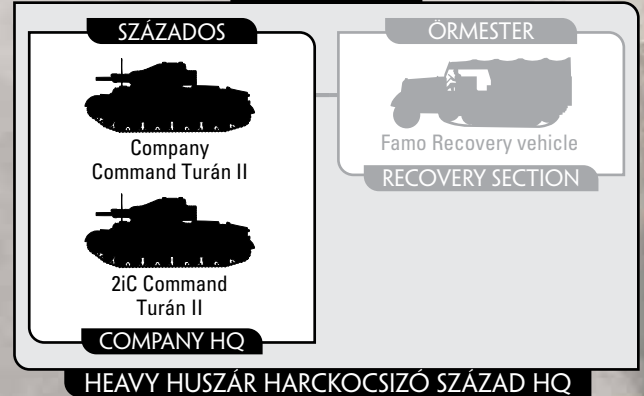 SZÁZADOS
Company
Command Turán II
2iC Command
Turán II
COMPANY HQ
ÖRMESTER
Famo Recovery vehicle
RECOVERY SECTION
HEAVY HUSZÁR HARCKOCSIZÓ SZÁZAD HQ